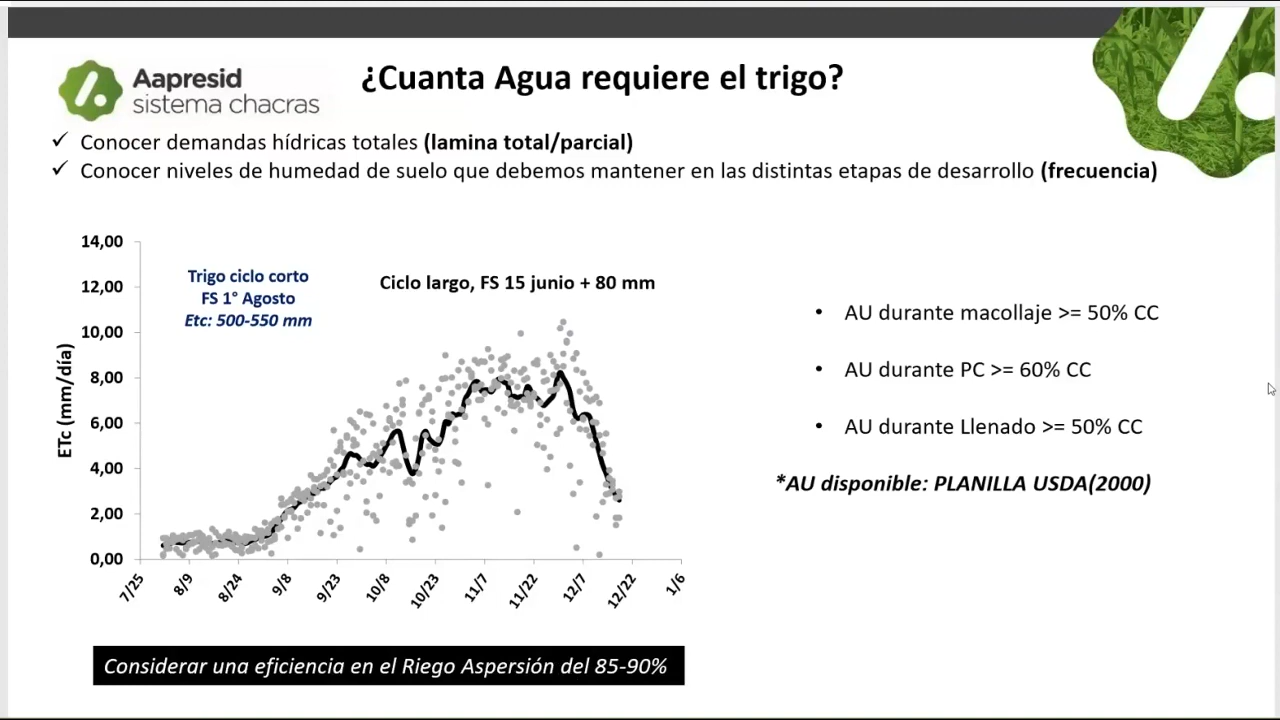 Aapresid
sistema chacras
¿Cuanta Agua requiere el trigo?
✓ Conocer demandas hídricas totales (lamina total/parcial)
✓ Conocer niveles de humedad de suelo que debemos mantener en las distintas etapas de desarrollo (frecuencia)
14,00
12,00
10,00
8,00
6,00
4,00
2,00
0,00
ETc (mm/día)
Trigo ciclo corto
FS 1° Agosto
Etc: 500-550 mm
Ciclo largo, FS 15 junio + 80 mm
7/25
8/9
8/24
9/8
9/23
10/8
10/23
11/7
11/22
12/7
12/22
1/6
• AU durante macollaje >= 50% CC
• AU durante PC >= 60% CC
• AU durante Llenado >= 50% CC
*AU disponible: PLANILLA USDA(2000)
Considerar una eficiencia en el Riego Aspersión del 85-90%